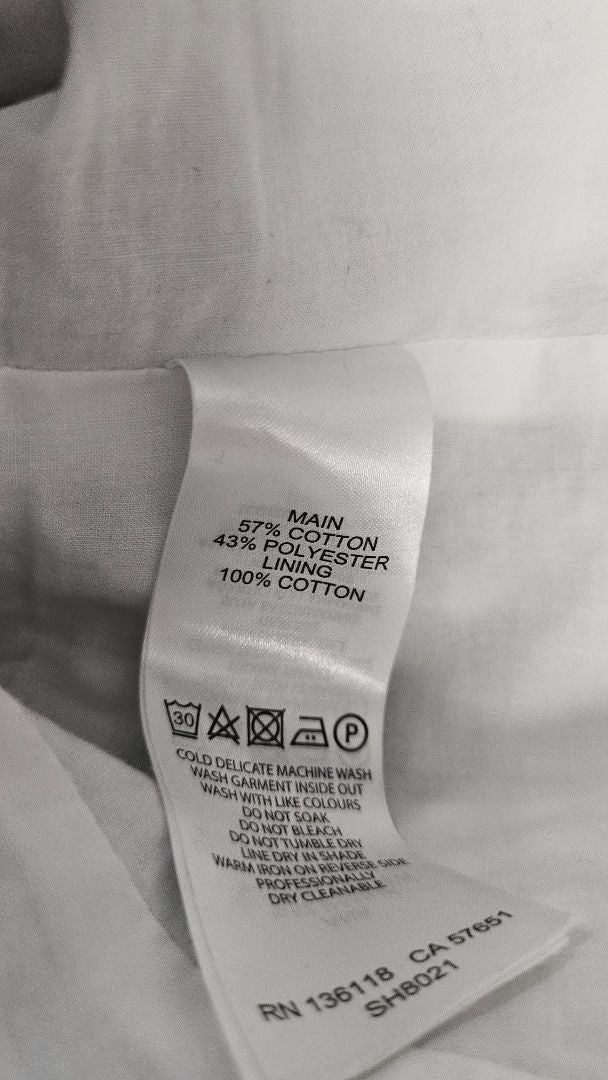 MAIN
57% COTTON
43% POLYESTER
LINING
100% COTTON
30 P
COLD DELICATE MACHINE WASH
WASH GARMENT INSIDE OUT
WASH WITH LIKE COLOURS
DO NOT SOAK
DO NOT BLEACH
DO NOT TUMBLE DRY
LINE DRY IN SHADE
WARM IRON ON REVERSE SIDE
PROFESSIONALLY
DRY CLEANABLE
RN 136118 CA 57651
SH8021